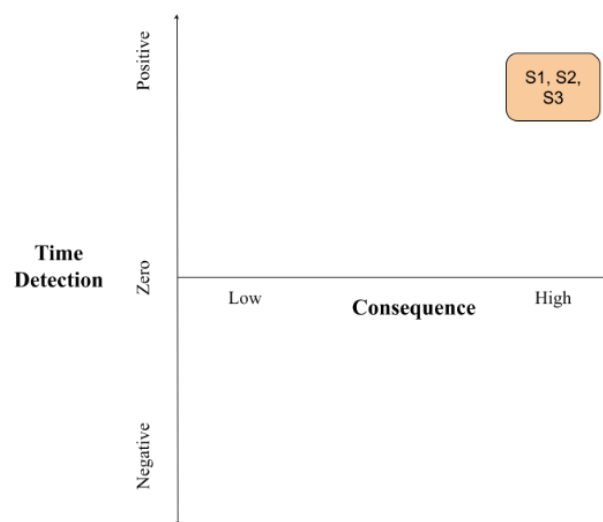 Positive
S1, S2,
S3
Time
Detection
Zero
Low
Consequence
High
Negative